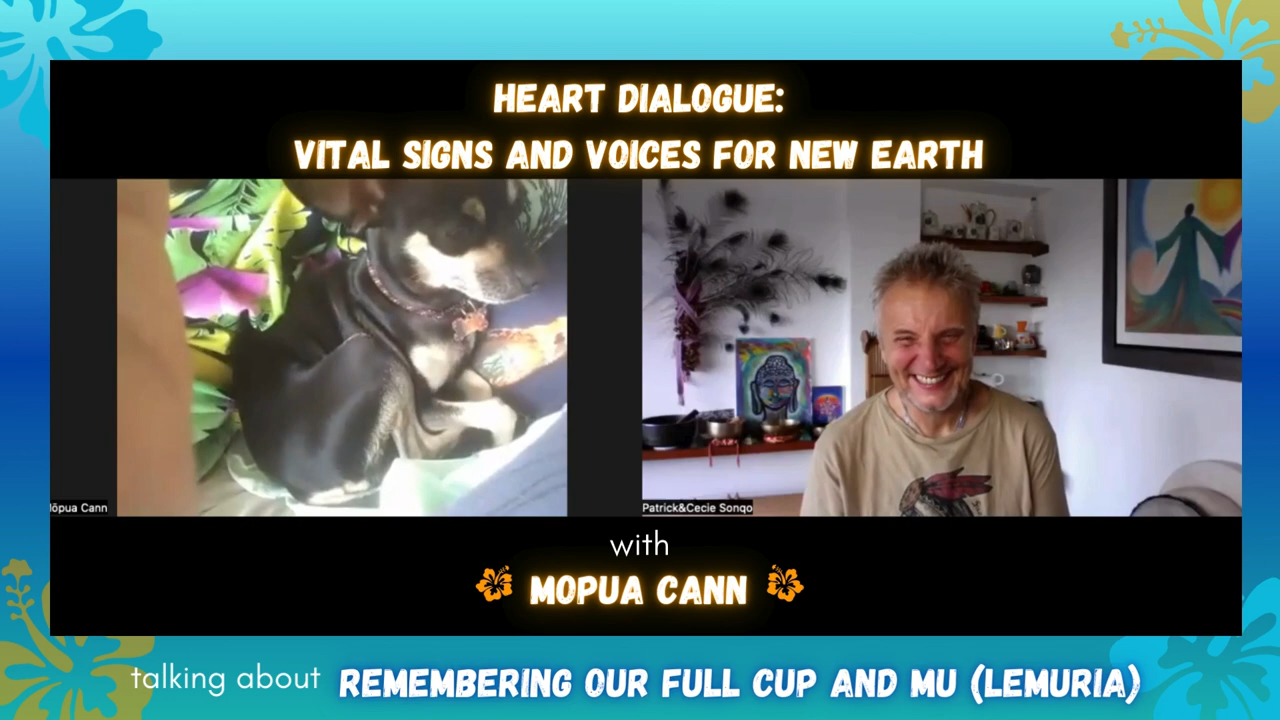 HEART DIALOGUE:
VITAL SIGNS AND VOICES FOR NEW EARTH
Mōpua Cann
Patrick&Cecie Sonqo
with
MOPUA CANN
talking about REMEMBERING OUR FULL CUP AND MU (LEMURIA)